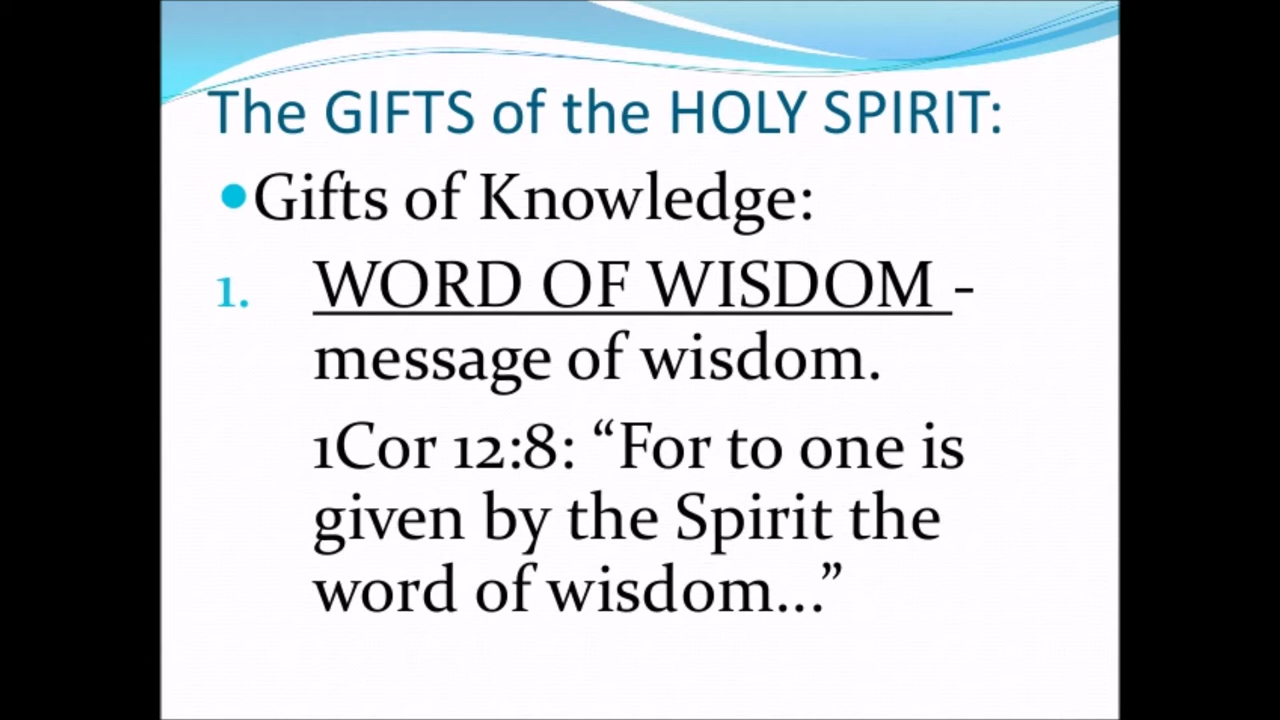 The GIFTS of the HOLY SPIRIT:
•Gifts of Knowledge:
1. WORD OF WISDOM -
message of wisdom.
1Cor 12:8: “For to one is
given by the Spirit the
word of wisdom...”